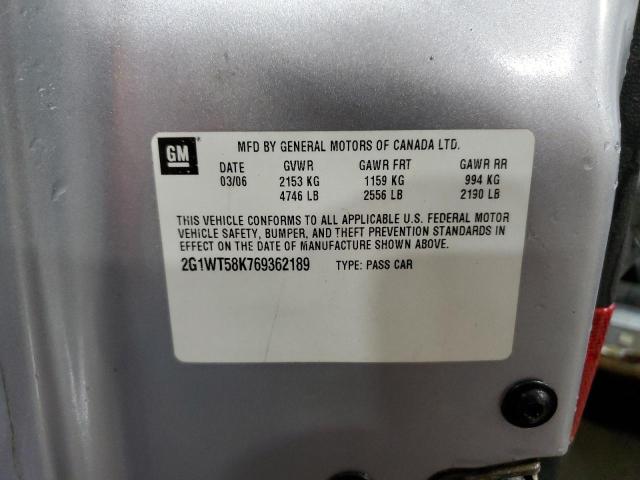 GM
MFD BY GENERAL MOTORS OF CANADA LTD.
DATE GVWR GAWR FRT GAWR RR
03/06 2153 KG 1159 KG 994 KG
4746 LB 2556 LB 2190 LB
THIS VEHICLE CONFORMS TO ALL APPLICABLE U.S. FEDERAL MOTOR
VEHICLE SAFETY, BUMPER, AND THEFT PREVENTION STANDARDS IN
EFFECT ON THE DATE OF MANUFACTURE SHOWN ABOVE.
2G1WT58K769362189 TYPE: PASS CAR